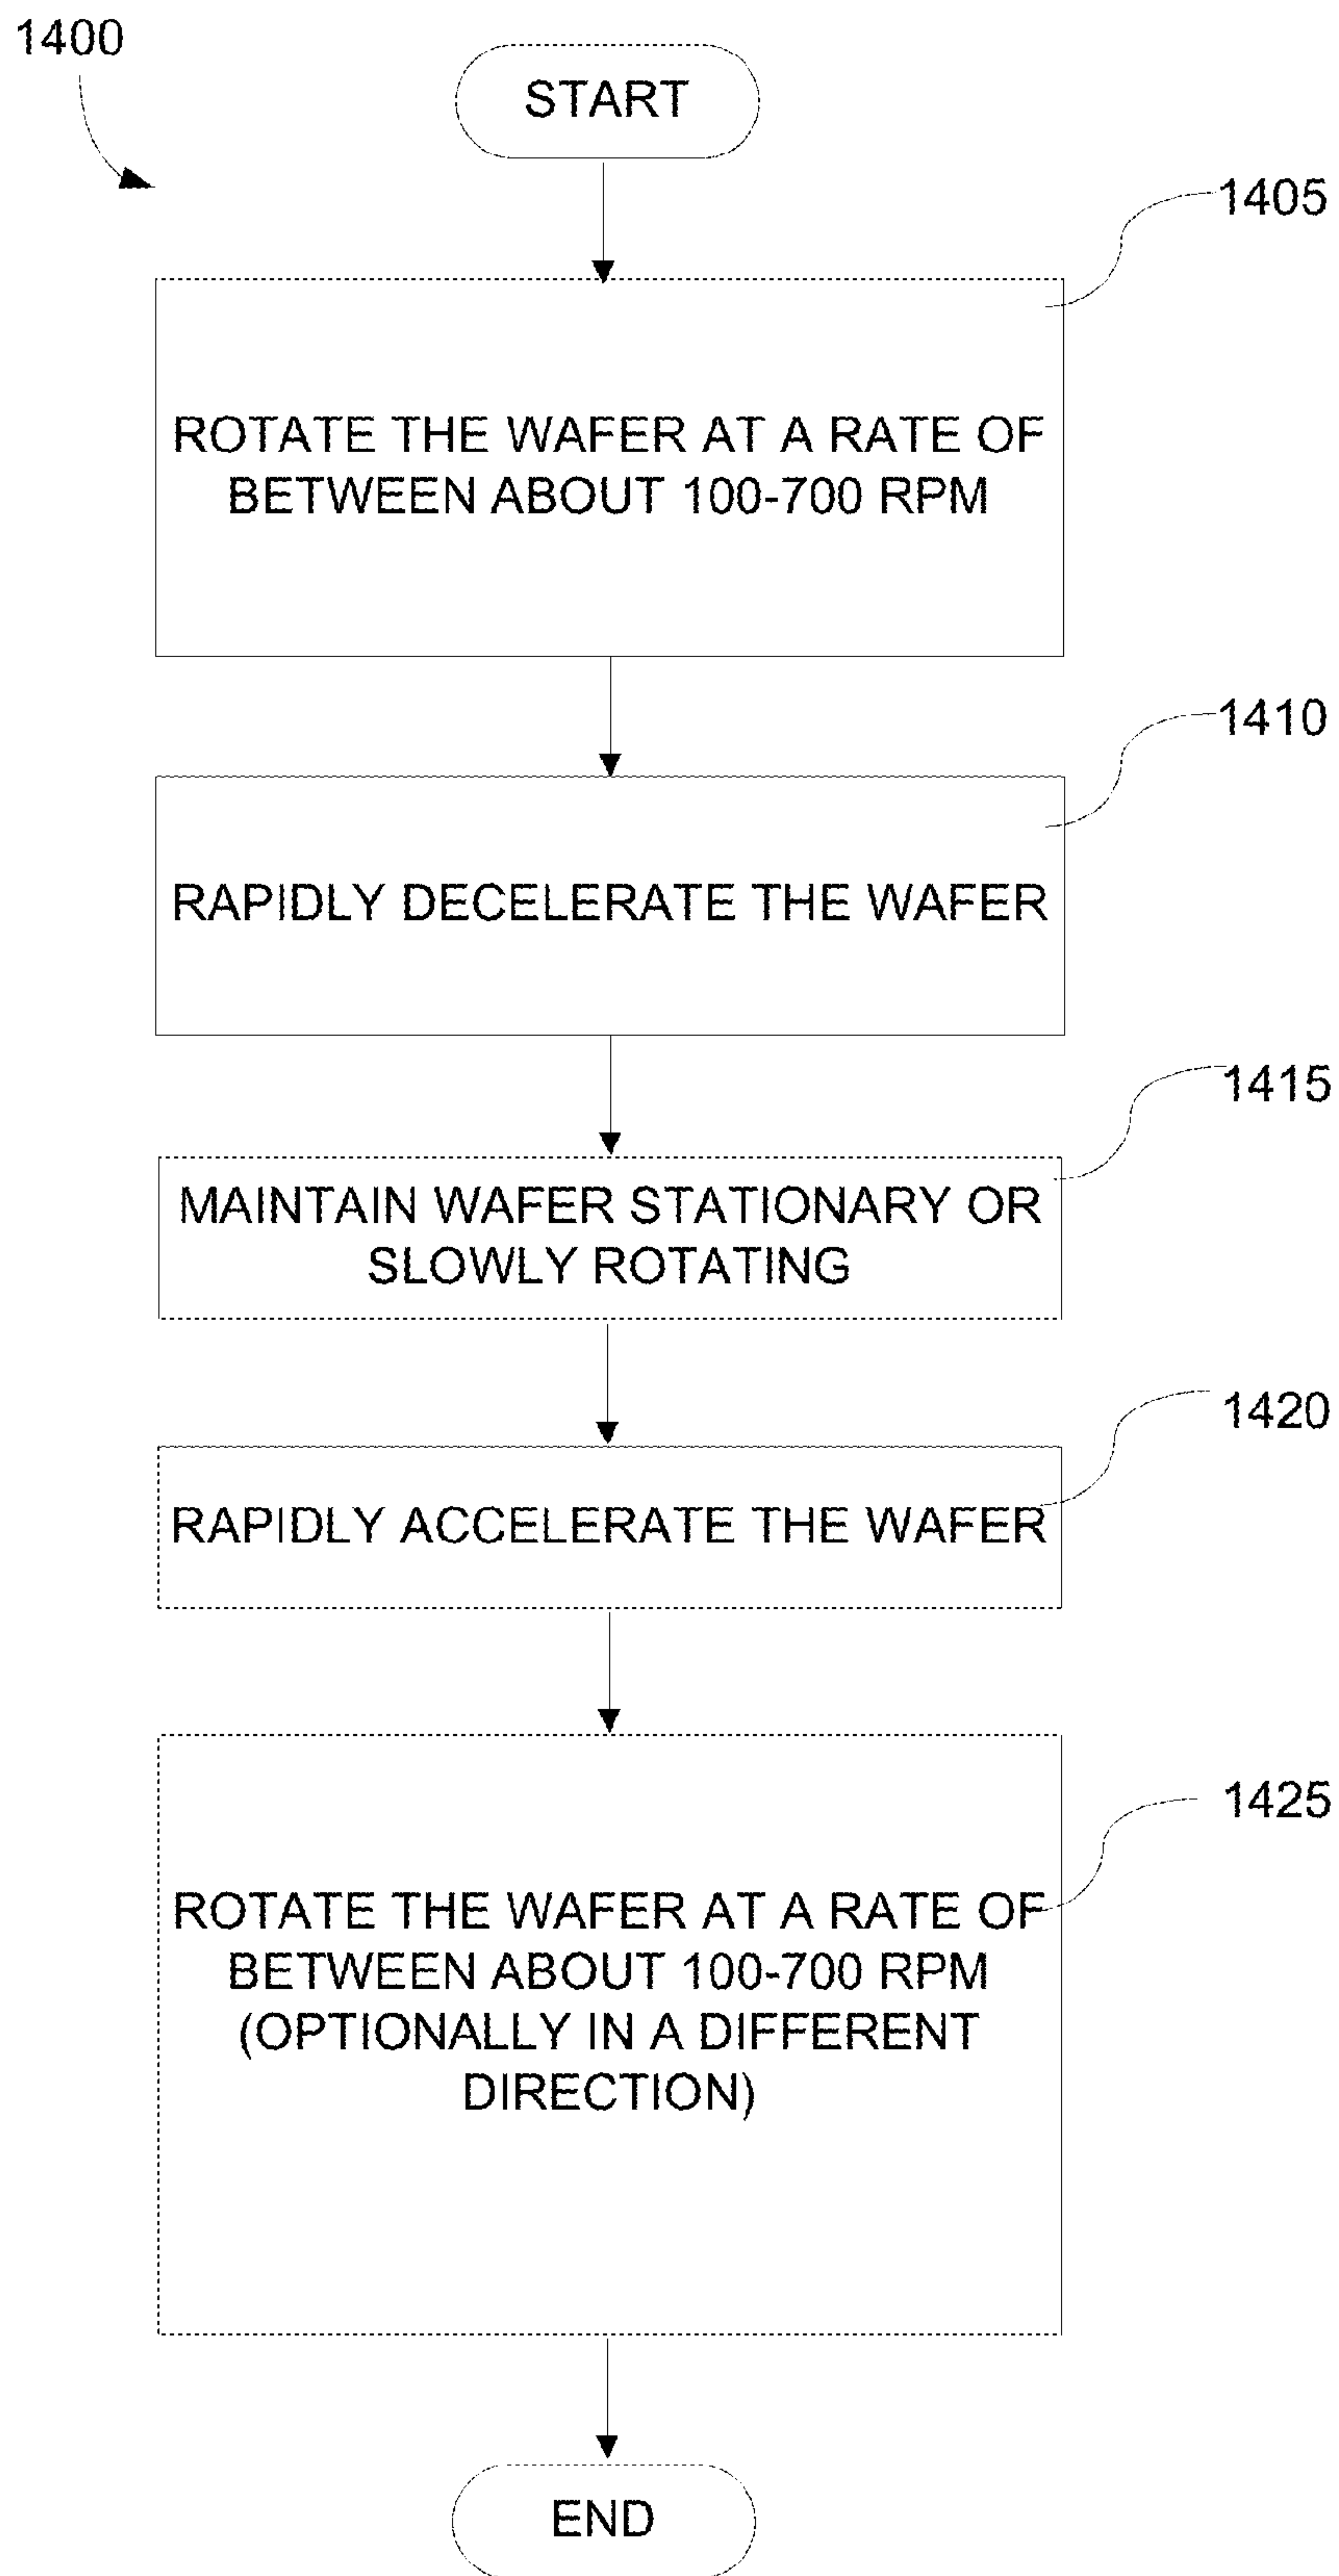 1400
START
1405
ROTATE THE WAFER AT A RATE OF
BETWEEN ABOUT 100-700 RPM
1410
RAPIDLY DECELERATE THE WAFER
1415
MAINTAIN WAFER STATIONARY OR
SLOWLY ROTATING
1420
RAPIDLY ACCELERATE THE WAFER
1425
ROTATE THE WAFER AT A RATE OF
BETWEEN ABOUT 100-700 RPM
(OPTIONALLY IN A DIFFERENT
DIRECTION)
END